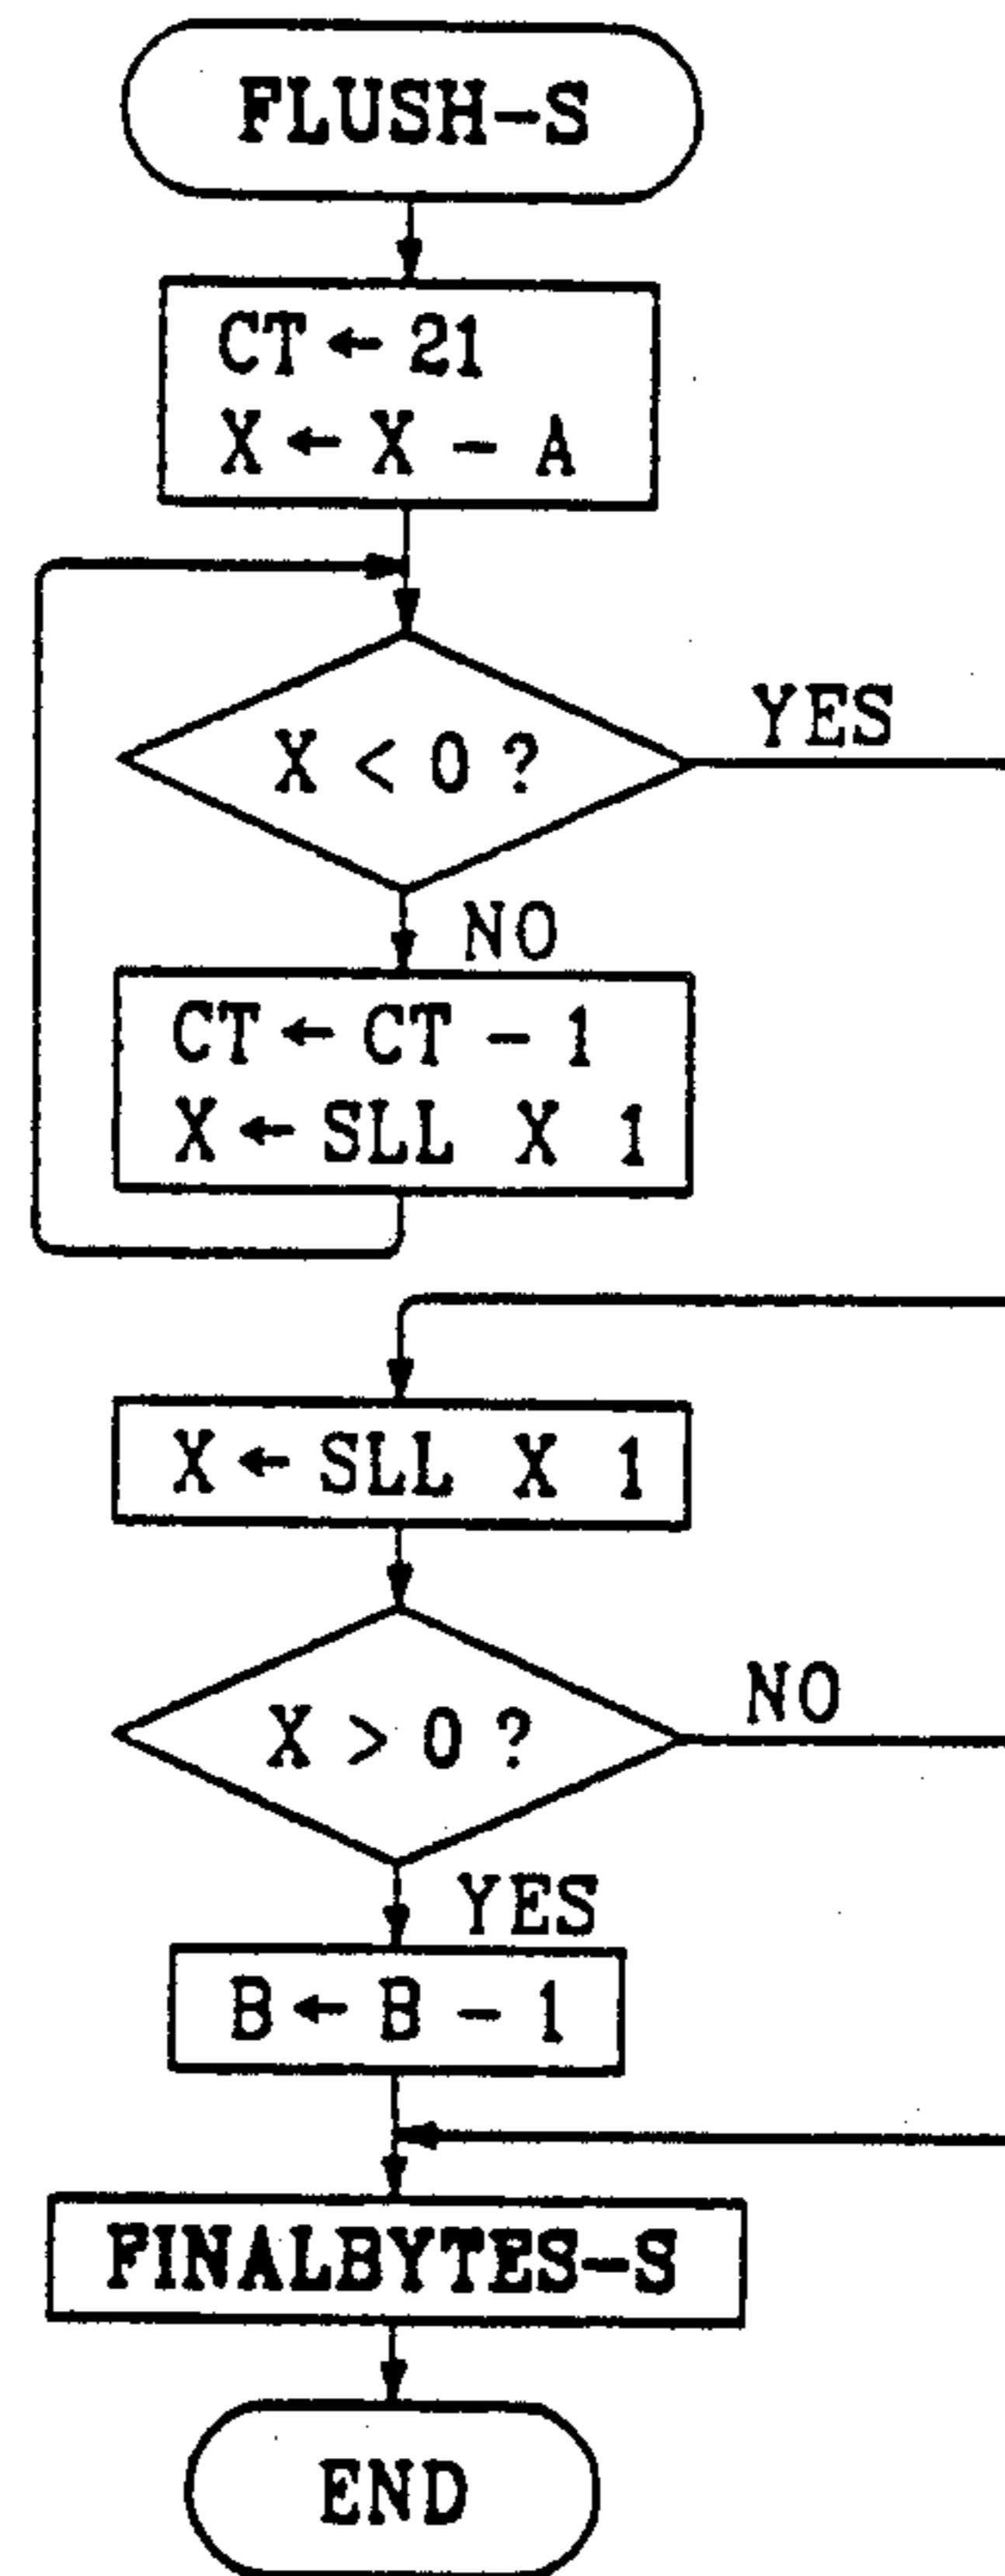 FLUSH-S
CT ← 21
X ← X - A
X < 0 ?
YES
NO
CT ← CT - 1
X ← SLL X 1
X ← SLL X 1
X > 0 ?
NO
YES
B ← B - 1
FINALBYTES-S
END